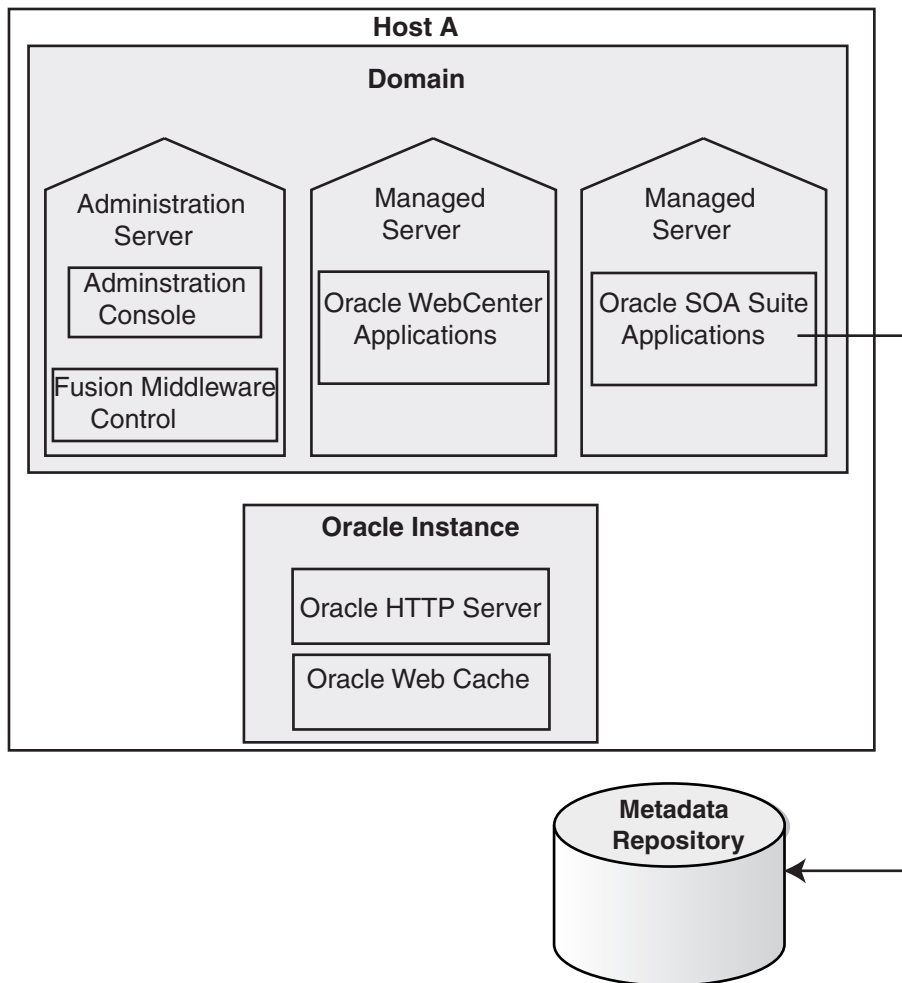 Host A
Domain
Administration
Server
Adminstration
Console
Fusion Middleware
Control
Managed
Server
Oracle WebCenter
Applications
Managed
Server
Oracle SOA Suite
Applications
Oracle Instance
Oracle HTTP Server
Oracle Web Cache
Metadata
Repository